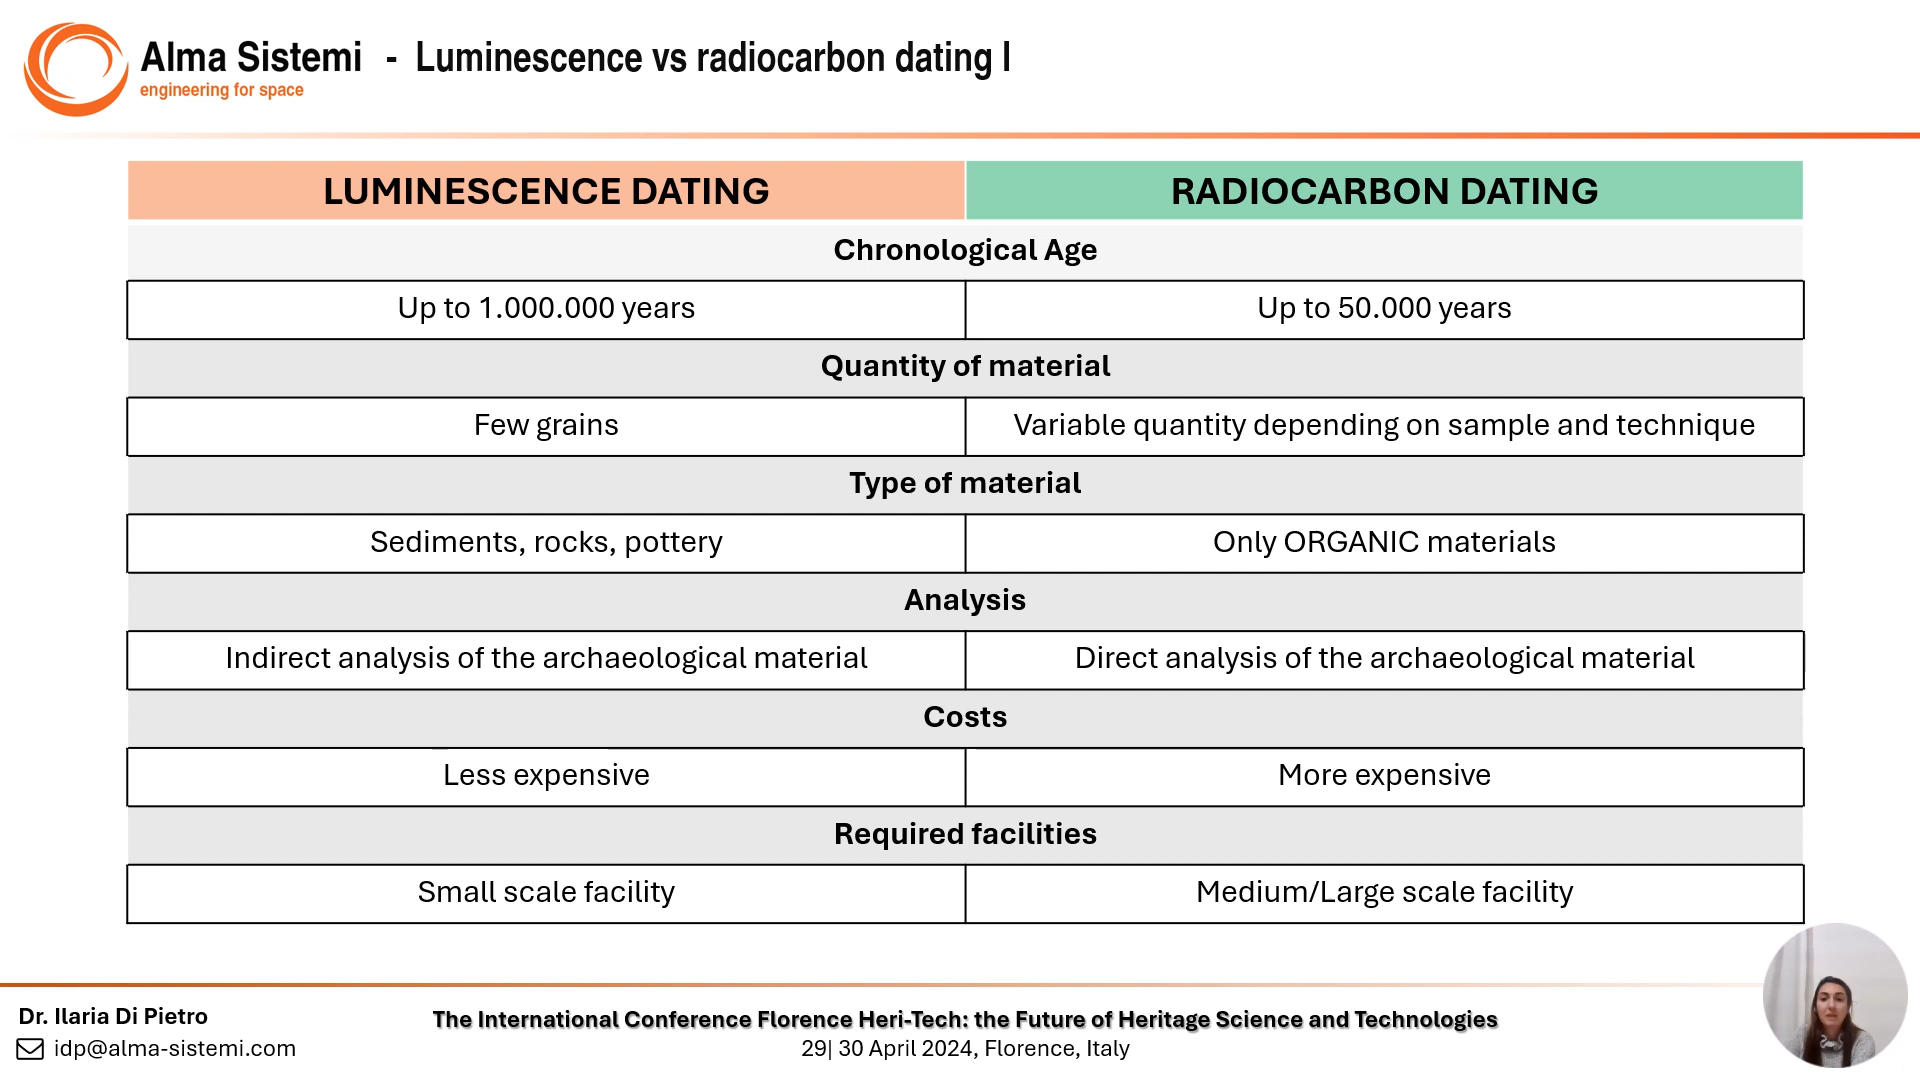 Alma Sistemi - Luminescence vs radiocarbon dating I
engineering for space
LUMINESCENCE DATING RADIOCARBON DATING
Chronological Age
Up to 1.000.000 years Up to 50.000 years
Quantity of material
Few grains Variable quantity depending on sample and technique
Type of material
Sediments, rocks, pottery Only ORGANIC materials
Analysis
Indirect analysis of the archaeological material Direct analysis of the archaeological material
Costs
Less expensive More expensive
Required facilities
Small scale facility Medium/Large scale facility
Dr. Ilaria Di Pietro
idp@alma-sistemi.com
The International Conference Florence Heri-Tech: the Future of Heritage Science and Technologies
29| 30 April 2024, Florence, Italy